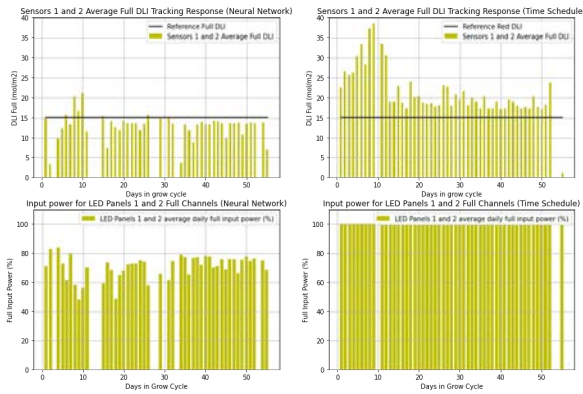 Sensors 1 and 2 Average Full DLI Tracking Response (Neural Network)
Reference Full DLI
Sensors 1 and 2 Average Full DLI
DLI Full (mol/m2)
40
35
30
25
20
15
10
5
0
0 10 20 30 40 50
Days in grow cycle
Sensors 1 and 2 Average Full DLI Tracking Response (Time Schedule
Reference Red DLI
Sensors 1 and 2 Average Full DLI
DLI Full (mol/m2)
40
35
30
25
20
15
10
5
0
0 10 20 30 40 50
Days in grow cycle
Input power for LED Panels 1 and 2 Full Channels (Neural Network)
LED Panels 1 and 2 average daily full input power (%)
Full Input Power (%)
100
80
60
40
20
0
0 10 20 30 40 50
Days in Grow Cycle
Input power for LED Panels 1 and 2 Full Channels (Time Schedule)
LED Panels 1 and 2 average daily full input power (%)
Full Input Power (%)
100
80
60
40
20
0
0 10 20 30 40 50
Days in Grow Cycle